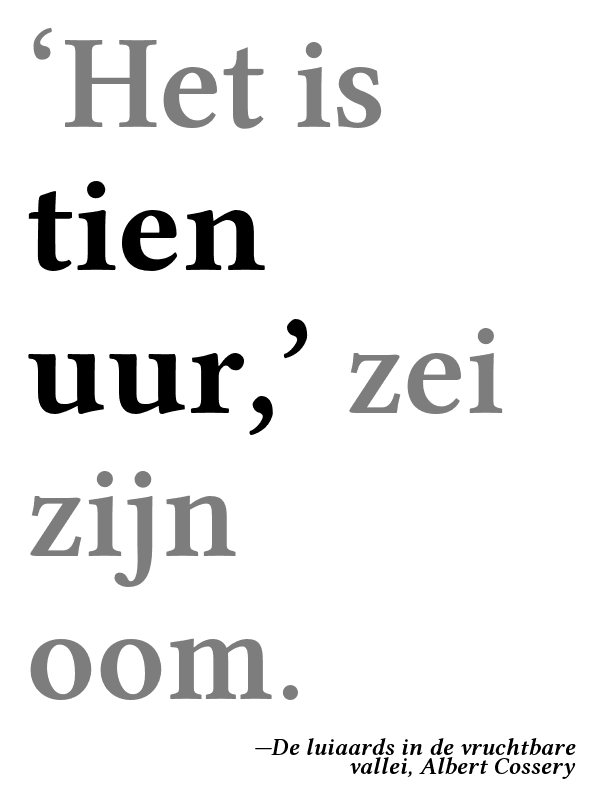 ‘Het is
tien
uur,’ zei
zijn
oom.
—De luiaards in de vruchtbare
vallei, Albert Cossery